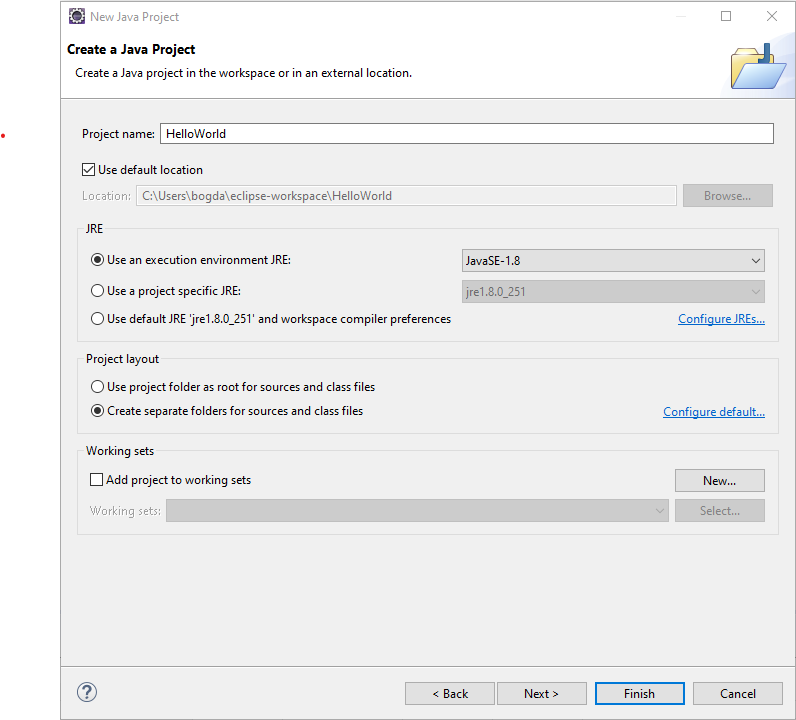 New Java Project
Create a Java Project
Create a Java project in the workspace or in an external location.
Project name: HelloWorld
Use default location
Location: C:\Users\bogda\eclipse-workspace\HelloWorld Browse...
JRE
Use an execution environment JRE: JavaSE-1.8
Use a project specific JRE: jre1.8.0_251
Use default JRE 'jre1.8.0_251' and workspace compiler preferences Configure JREs...
Project layout
Use project folder as root for sources and class files
Create separate folders for sources and class files Configure default...
Working sets
Add project to working sets New...
Working sets: Select...
? < Back Next > Finish Cancel